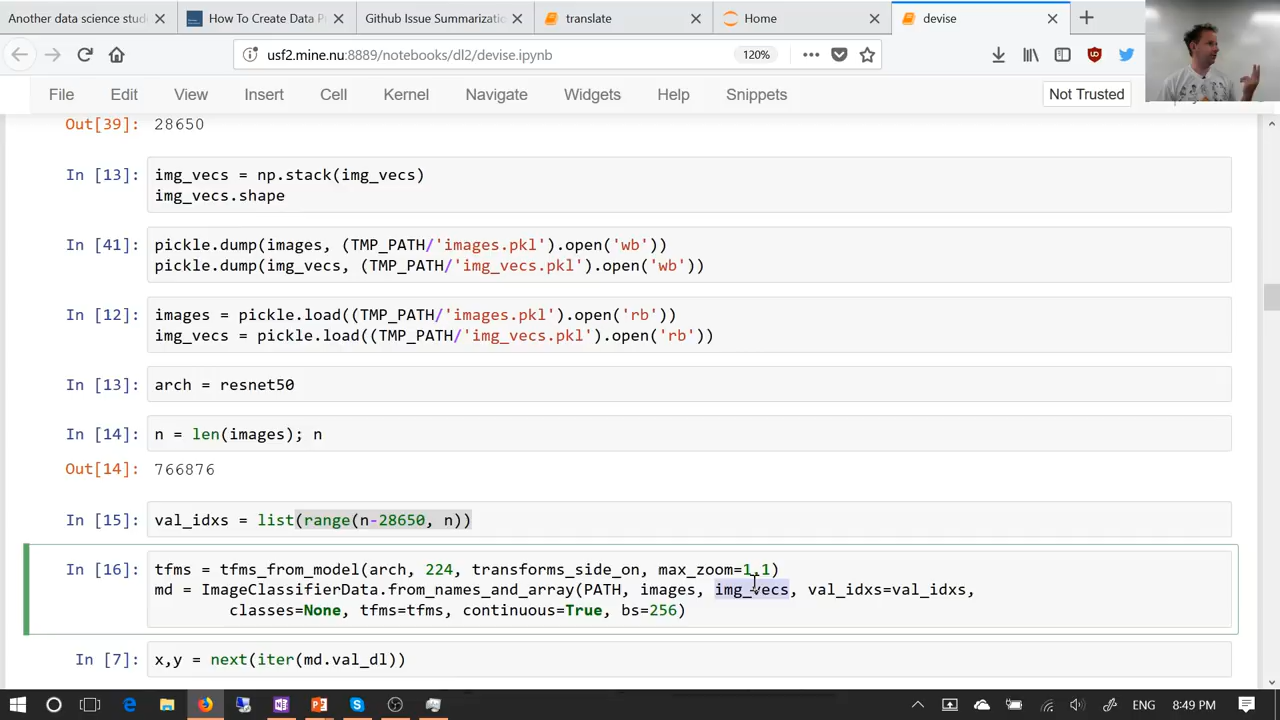 Another data science stud
How To Create Data P
Github Issue Summarizatio
translate
Home
devise
usf2.mine.nu:8889/notebooks/dl2/devise.ipynb
120%
File Edit View Insert Cell Kernel Navigate Widgets Help Snippets
Not Trusted
Out[39] 28650
In [13]: img_vecs = np.stack(img_vecs)
img_vecs.shape
In [41]: pickle.dump(images, (TMP_PATH/'images.pkl').open('wb'))
pickle.dump(img_vecs, (TMP_PATH/'img_vecs.pkl').open('wb'))
In [12]: images = pickle.load((TMP_PATH/'images.pkl').open('rb'))
img_vecs = pickle.load((TMP_PATH/'img_vecs.pkl').open('rb'))
In [13]: arch = resnet50
In [14]: n = len(images); n
Out[14] 766876
In [15]: val_idxs = list(range(n-28650, n))
In [16]: tfms = tfms_from_model(arch, 224, transforms_side_on, max_zoom=1.1)
md = ImageClassifierData.from_names_and_array(PATH, images, img_vecs, val_idxs=val_idxs,
classes=None, tfms=tfms, continuous=True, bs=256)
In [7]: x,y = next(iter(md.val_dl))
ENG 8:49 PM